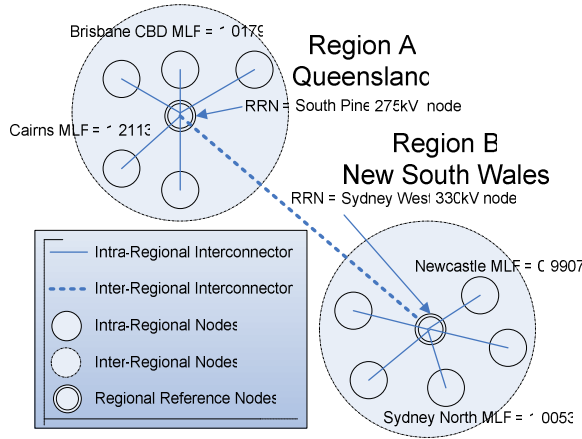 Brisbane CBD MLF = 1 0179
Region A
Queensland
RRN = South Pine 275kV node
Cairns MLF = 1 2113
Region B
New South Wales
RRN = Sydney West 330kV node
Intra-Regional Interconnector
Inter-Regional Interconnector
Intra-Regional Nodes
Inter-Regional Nodes
Regional Reference Nodes
Newcastle MLF = 0 9907
Sydney North MLF = 1 0053